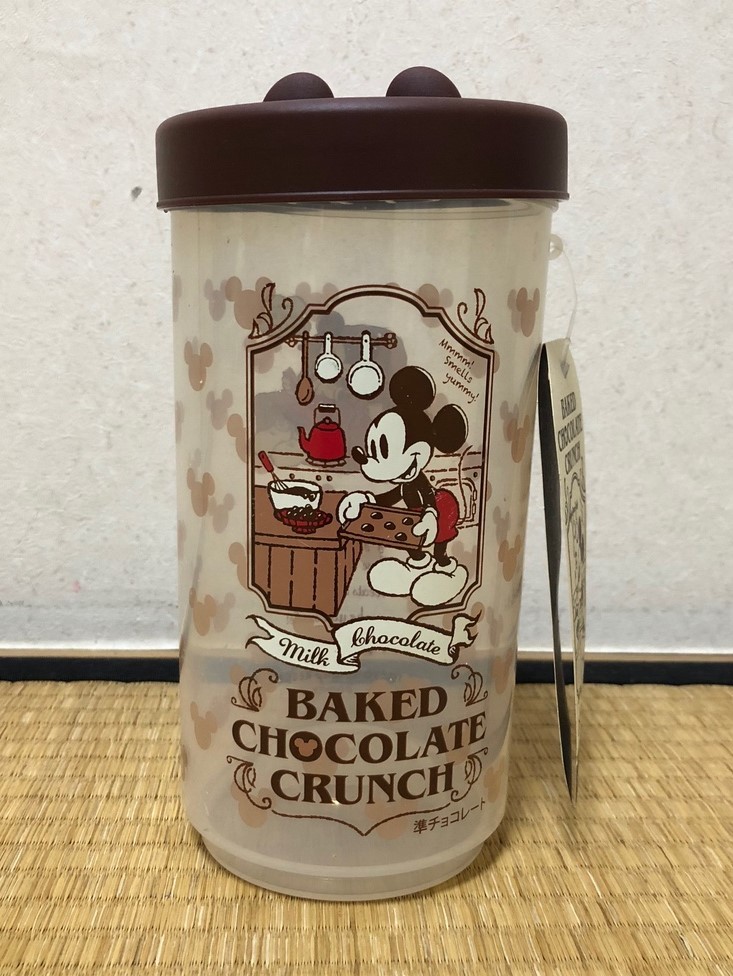 Mmmm!
Smells
yummy!
Milk Chocolate
BAKED
CHOCOLATE
CRUNCH
準チョコレート
BAKED
CHOCOLATE
CRUNCH